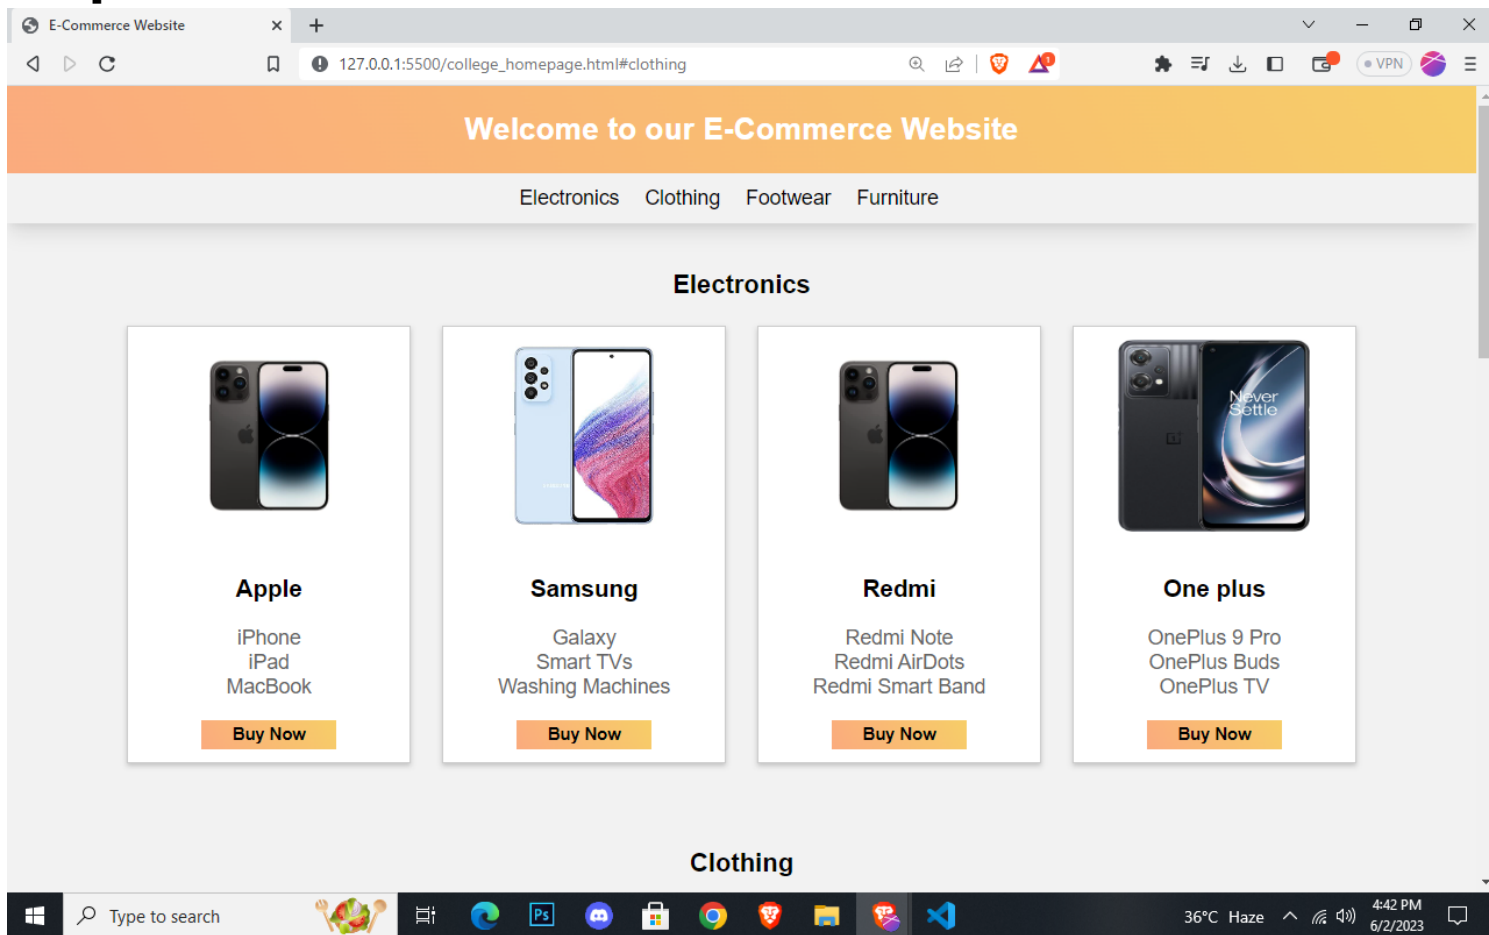 E-Commerce Website
127.0.0.1:5500/college_homepage.html#clothing
VPN
Welcome to our E-Commerce Website
Electronics Clothing Footwear Furniture
Electronics
Never
Settle
Apple Samsung Redmi One plus
iPhone Galaxy Redmi Note OnePlus 9 Pro
iPad Smart TVs Redmi AirDots OnePlus Buds
MacBook Washing Machines Redmi Smart Band OnePlus TV
Buy Now Buy Now Buy Now Buy Now
Clothing
Type to search
Ps
36°C Haze
4:42 PM
6/2/2023